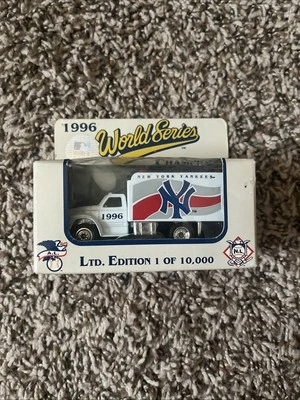 1996
World Series
NEW YORK YANKEES
NY
1996
A.L.
N.L.
LTD. EDITION 1 OF 10,000